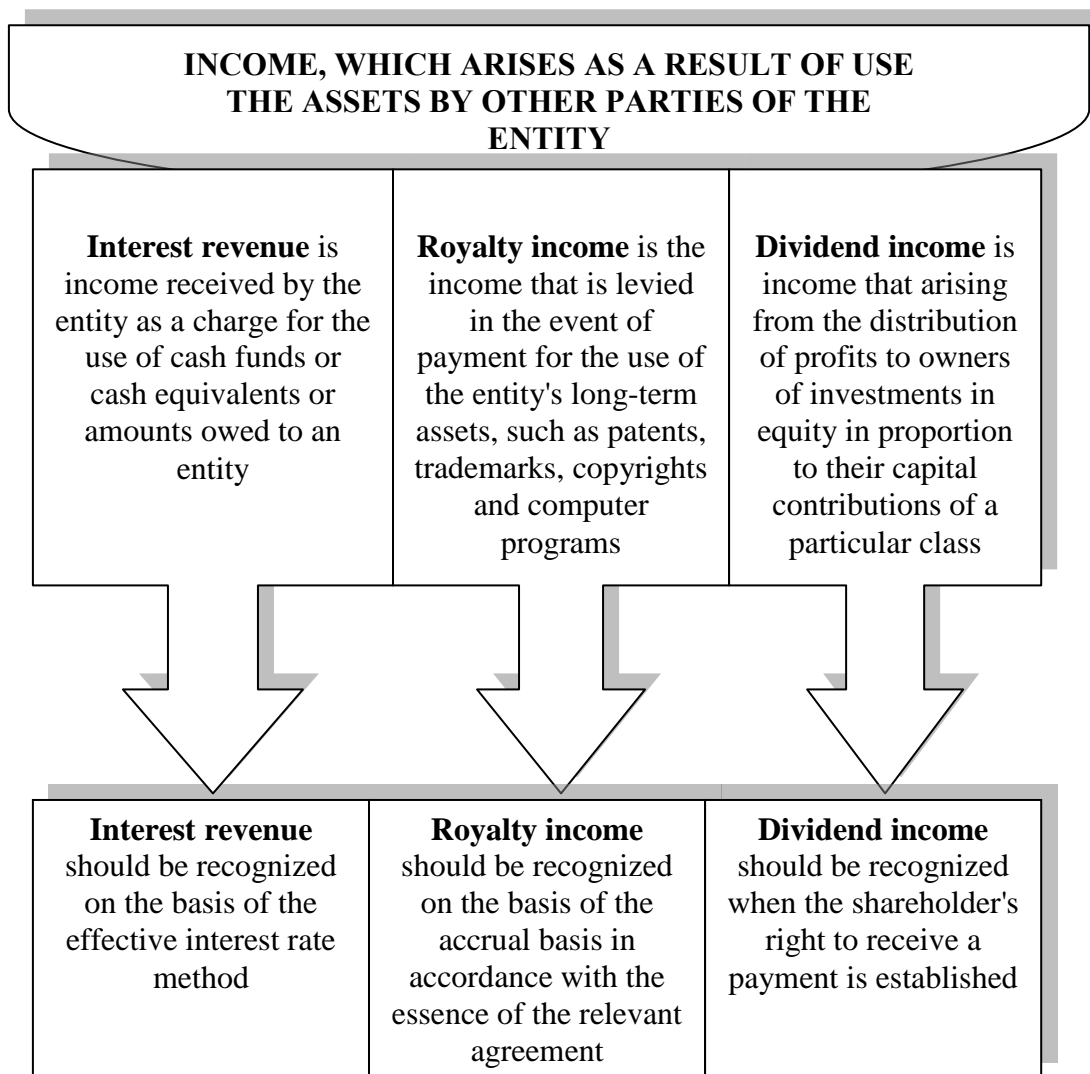 INCOME, WHICH ARISES AS A RESULT OF USE
THE ASSETS BY OTHER PARTIES OF THE
ENTITY
Interest revenue is
income received by the
entity as a charge for the
use of cash funds or
cash equivalents or
amounts owed to an
entity
Royalty income is the
income that is levied
in the event of
payment for the use of
the entity's long-term
assets, such as patents,
trademarks, copyrights
and computer
programs
Dividend income is
income that arising
from the distribution
of profits to owners
of investments in
equity in proportion
to their capital
contributions of a
particular class
Interest revenue
should be recognized
on the basis of the
effective interest rate
method
Royalty income
should be recognized
on the basis of the
accrual basis in
accordance with the
essence of the relevant
agreement
Dividend income
should be recognized
when the shareholder's
right to receive a
payment is established